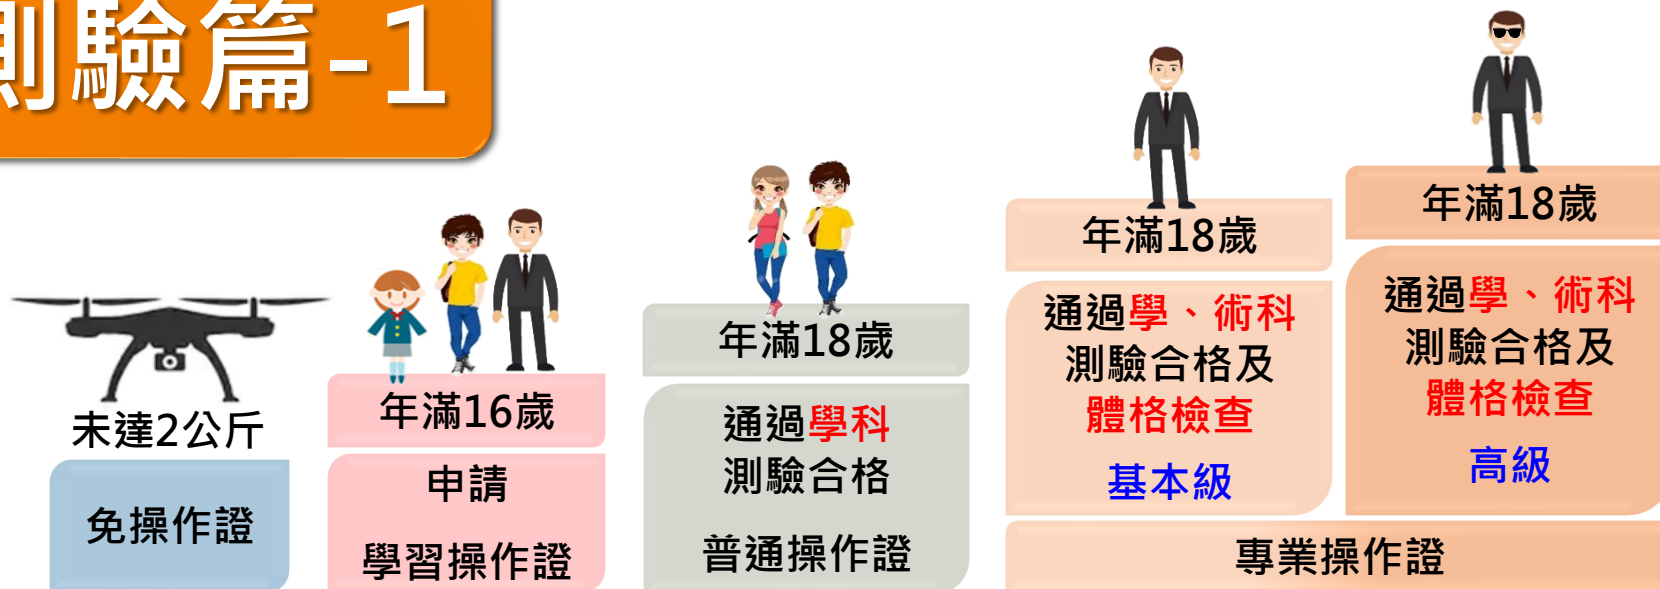 測驗篇-1
未達2公斤
免操作證
年滿16歲
申請
學習操作證
年滿18歲
通過學科
測驗合格
普通操作證
年滿18歲
通過學、術科
測驗合格及
體格檢查
基本級
年滿18歲
通過學、術科
測驗合格及
體格檢查
高級
專業操作證